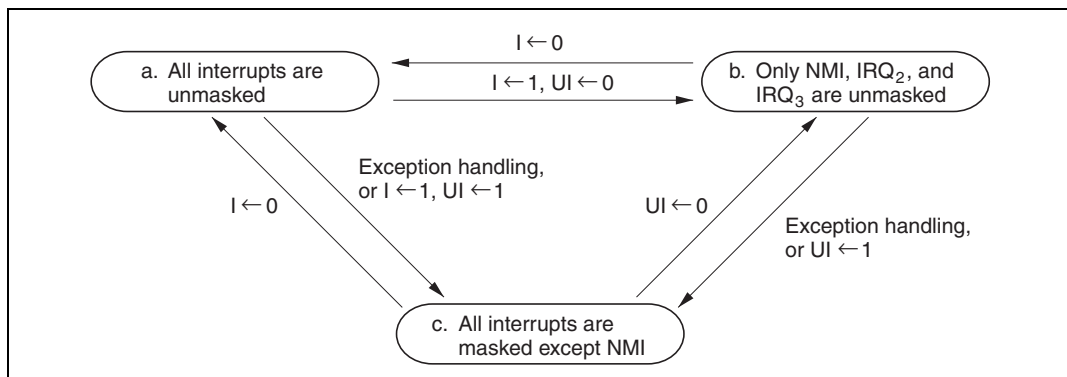 I ← 0
a. All interrupts are
unmasked
I ← 1, UI ← 0
b. Only NMI, IRQ2, and
IRQ3 are unmasked
Exception handling,
or I ← 1, UI ← 1
I ← 0
UI ← 0
Exception handling,
or UI ← 1
c. All interrupts are
masked except NMI